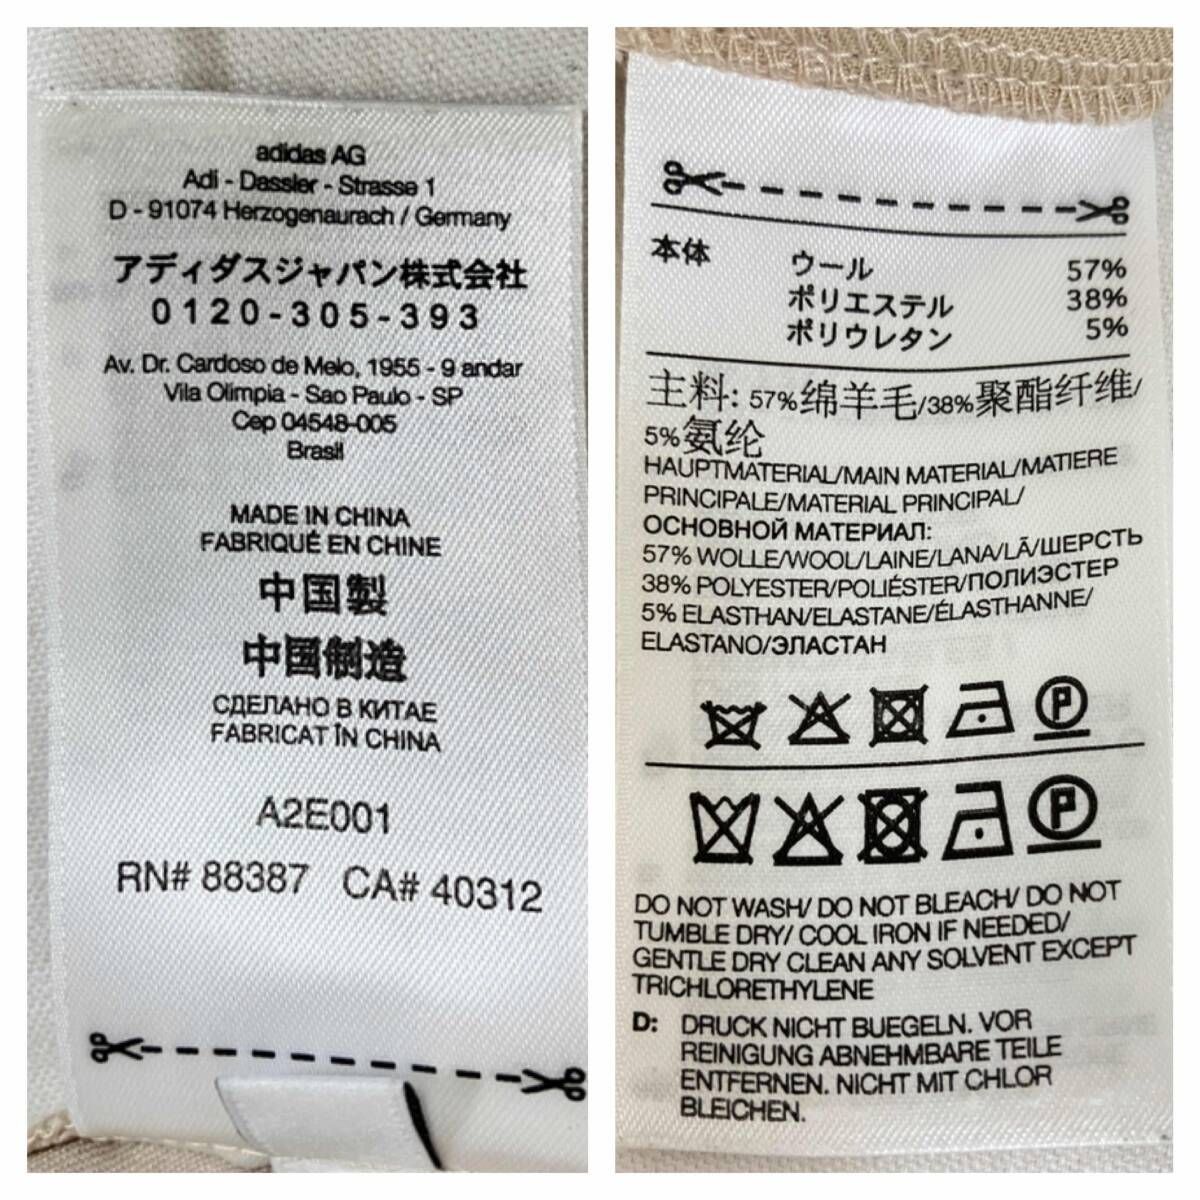 adidas AG
Adi - Dassler - Strasse 1
D - 91074 Herzogenaurach / Germany
アディダスジャパン株式会社
0120-305-393
Av. Dr. Cardoso de Melo, 1955 - 9 andar
Vila Olimpia - Sao Paulo - SP
Cep 04548-005
Brasil
MADE IN CHINA
FABRIQUÉ EN CHINE
中国製
中国制造
СДЕЛАНО В КИТАЕ
FABRICAT ÎN CHINA
A2E001
RN# 88387 CA# 40312
本体 ウール 57%
ポリエステル 38%
ポリウレタン 5%
主料: 57%绵羊毛/38%聚酯纤维/
5%氨纶
HAUPTMATERIAL/MAIN MATERIAL/MATIERE
PRINCIPALE/MATERIAL PRINCIPAL/
ОСНОВНОЙ МАТЕРИАЛ:
57% WOLLE/WOOL/LAINE/LANA/LÃ/ШЕРСТЬ
38% POLYESTER/POLIÉSTER/ПОЛИЭСТЕР
5% ELASTHAN/ELASTANE/ÉLASTHANNE/
ELASTANO/ЭЛАСТАН
P
P
DO NOT WASH/ DO NOT BLEACH/ DO NOT
TUMBLE DRY/ COOL IRON IF NEEDED/
GENTLE DRY CLEAN ANY SOLVENT EXCEPT
TRICHLORETHYLENE
D: DRUCK NICHT BUEGELN. VOR
REINIGUNG ABNEHMBARE TEILE
ENTFERNEN. NICHT MIT CHLOR
BLEICHEN.